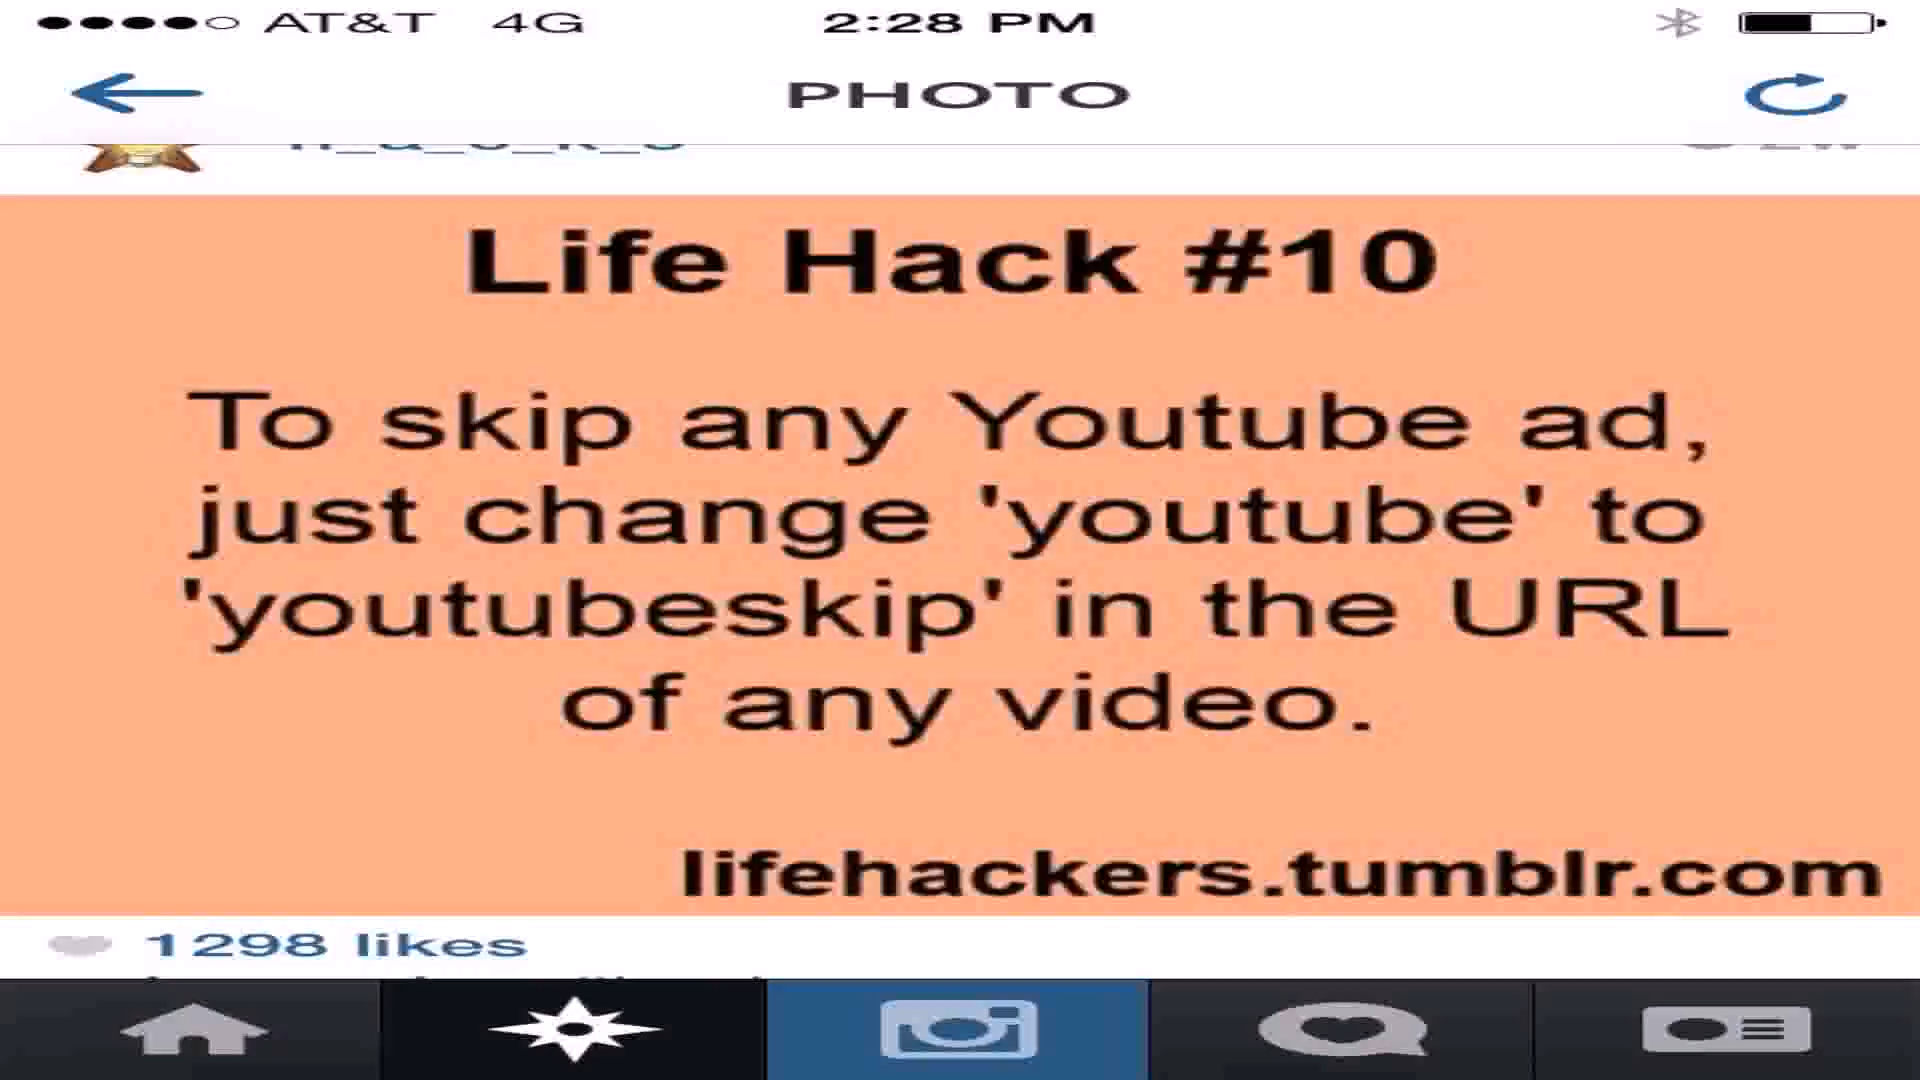 AT&T 4G 2:28 PM
PHOTO
Life Hack #10
To skip any Youtube ad,
just change 'youtube' to
'youtubeskip' in the URL
of any video.
lifehackers.tumblr.com
1298 likes